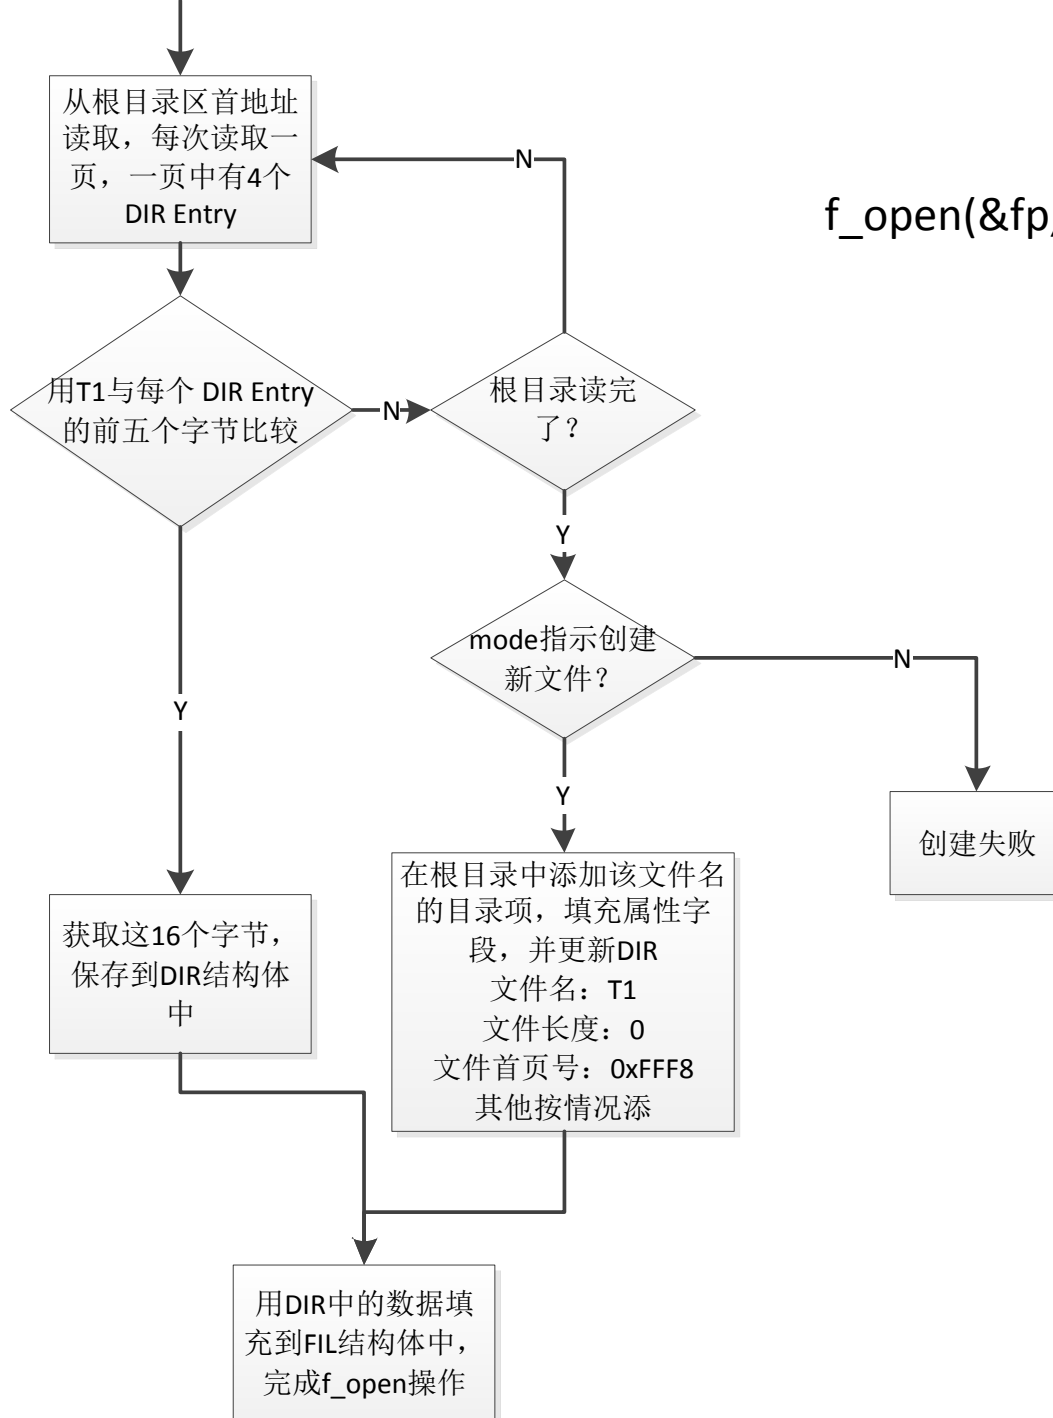 从根目录区首地址
读取，每次读取一
页，一页中有4个
DIR Entry
N
f_open(&fp,
用T1与每个 DIR Entry
的前五个字节比较
N
根目录读完
了？
Y
mode指示创建
新文件？
N
Y
Y
创建失败
在根目录中添加该文件名
的目录项，填充属性字
段，并更新DIR
文件名：T1
文件长度：0
文件首页号：0xFFF8
其他按情况添
获取这16个字节，
保存到DIR结构体
中
用DIR中的数据填
充到FIL结构体中，
完成f_open操作